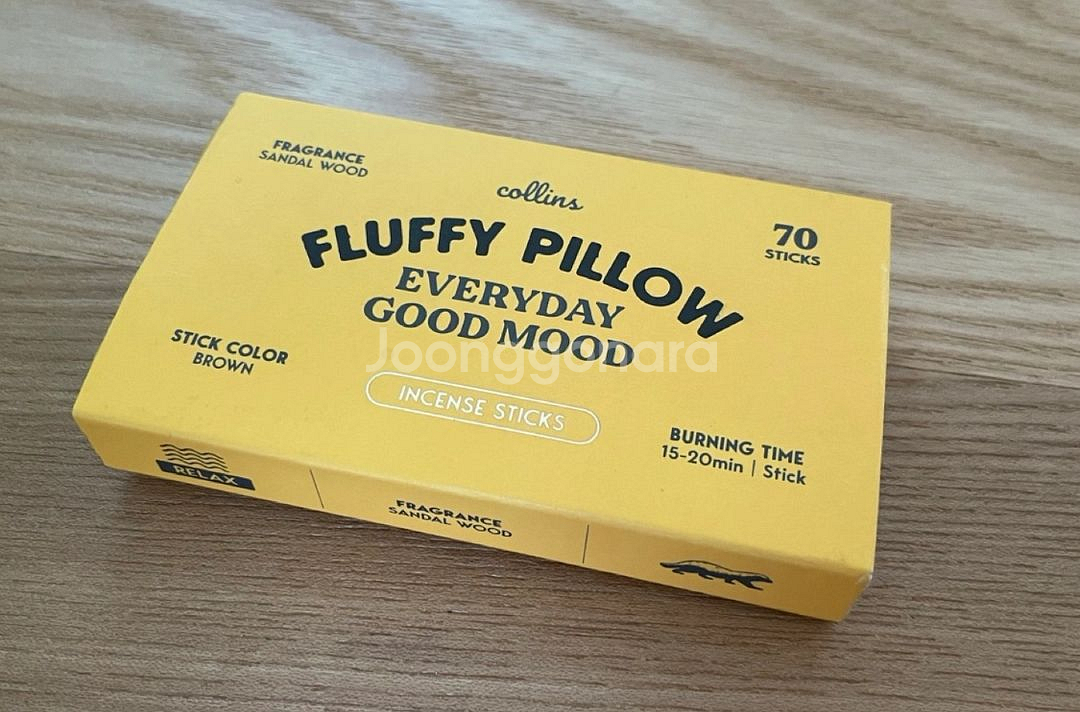 FRAGRANCE
SANDAL WOOD
collins
70
STICKS
FLUFFY PILLOW
EVERYDAY
GOOD MOOD
Joonggonara
STICK COLOR
BROWN
INCENSE STICKS
BURNING TIME
15-20min | Stick
RELAX
FRAGRANCE
SANDAL WOOD